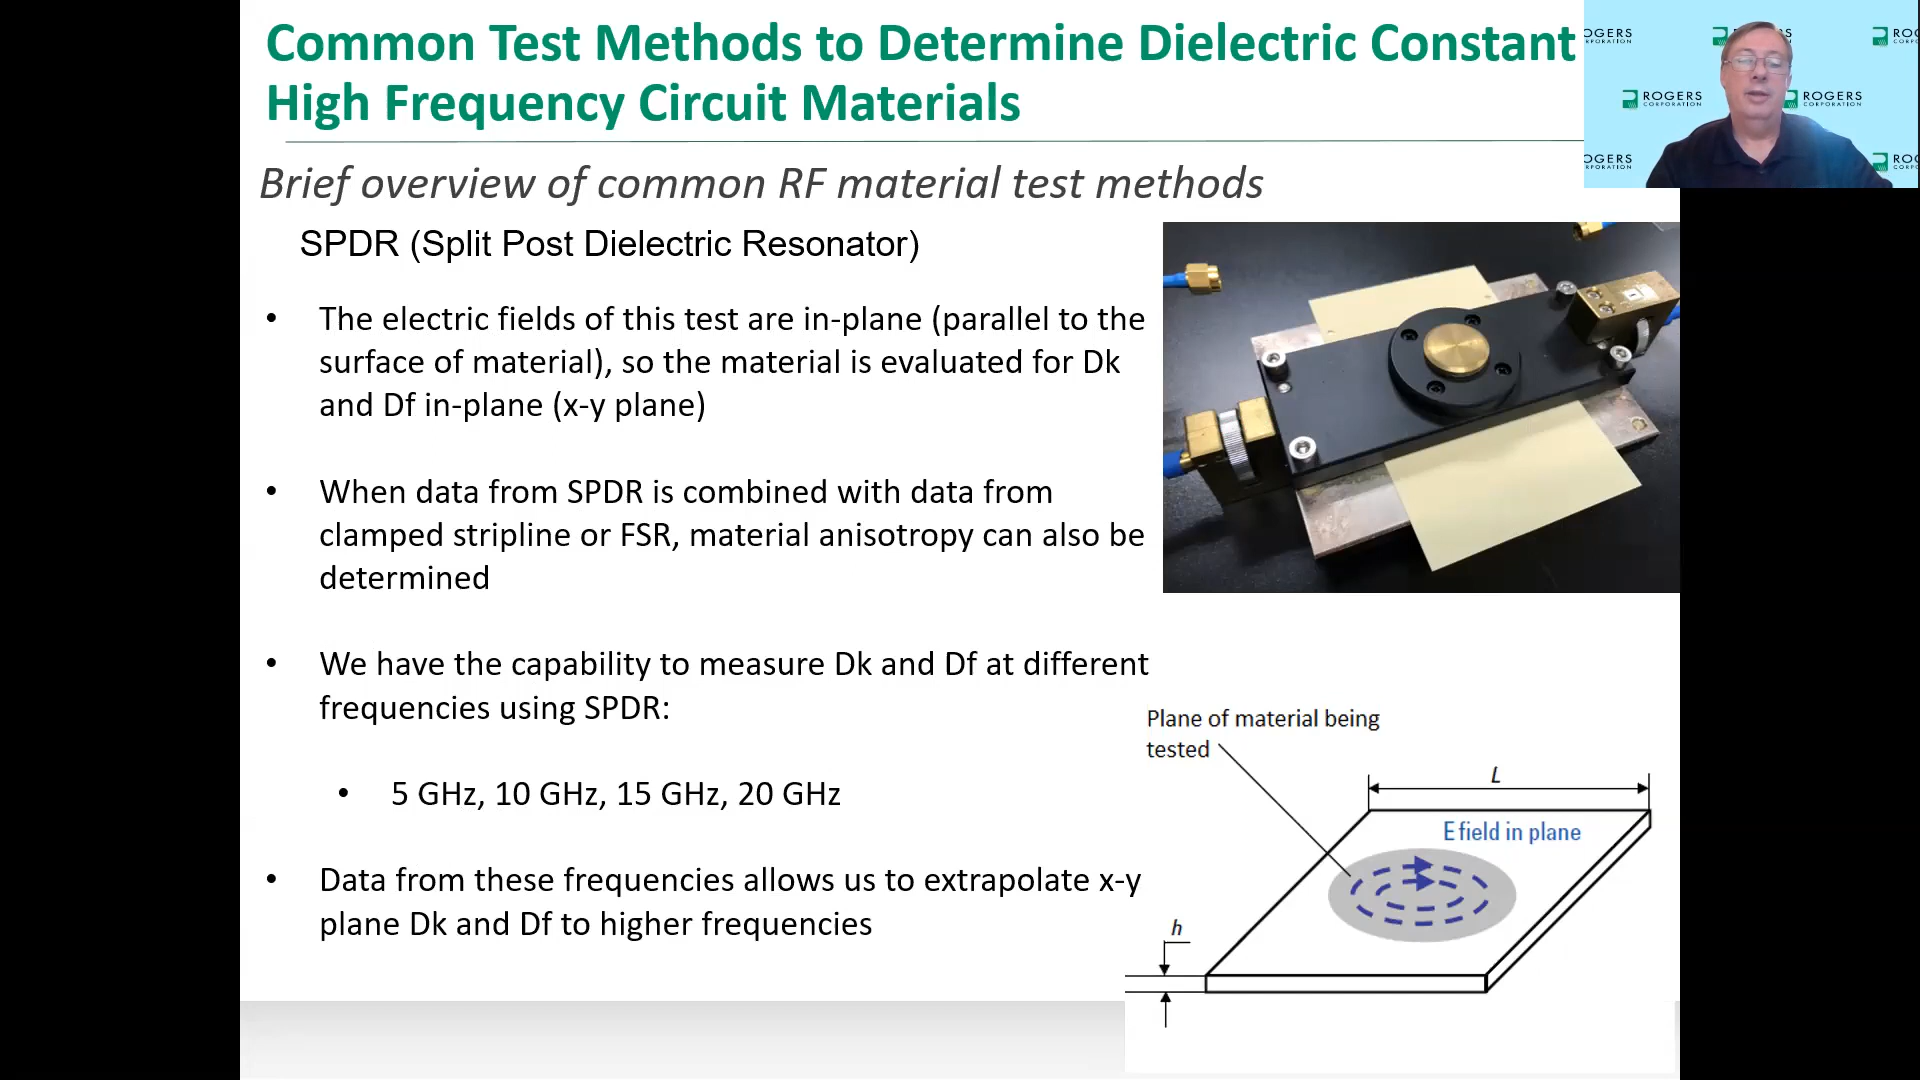 Common Test Methods to Determine Dielectric Constant
High Frequency Circuit Materials
Brief overview of common RF material test methods
SPDR (Split Post Dielectric Resonator)
• The electric fields of this test are in-plane (parallel to the
surface of material), so the material is evaluated for Dk
and Df in-plane (x-y plane)
• When data from SPDR is combined with data from
clamped stripline or FSR, material anisotropy can also be
determined
• We have the capability to measure Dk and Df at different
frequencies using SPDR:
• 5 GHz, 10 GHz, 15 GHz, 20 GHz
• Data from these frequencies allows us to extrapolate x-y
plane Dk and Df to higher frequencies
Plane of material being
tested
L
E field in plane
h
ROGERS
CORPORATION
ROGERS
CORPORATION